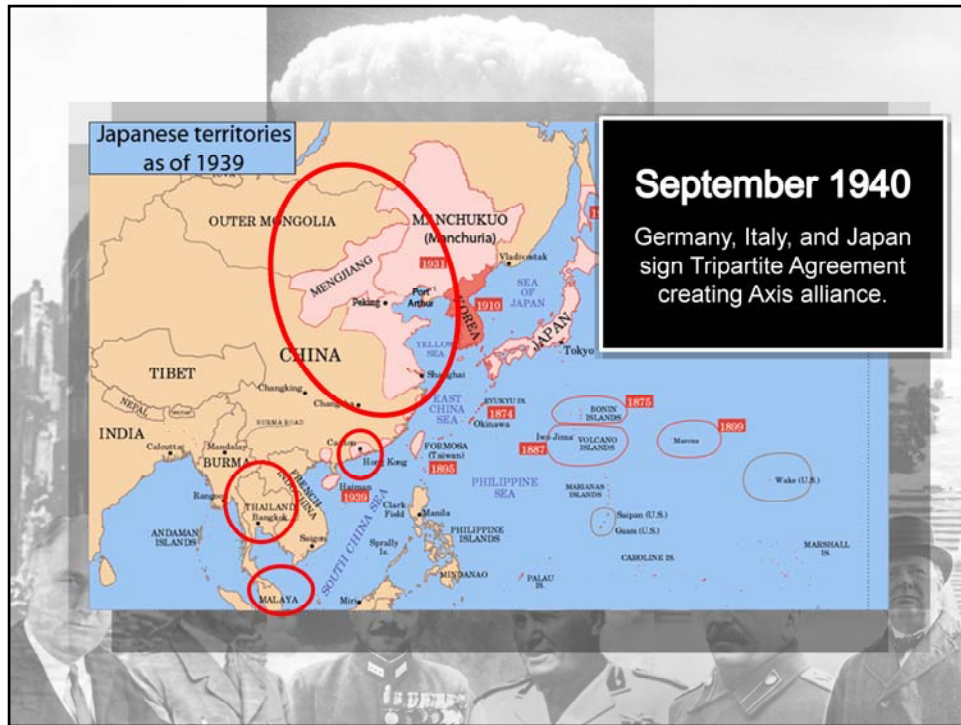 Japanese territories
as of 1939
September 1940
Germany, Italy, and Japan
sign Tripartite Agreement
creating Axis alliance.
OUTER MONGOLIA
MANCHUKUO
(Manchuria)
MENGJIANG
1931
Vladivostak
Peking
Port
Arthur
KOREA
1910
SEA
OF
JAPAN
JAPAN
Tokyo
CHINA
YELLOW
SEA
Shanghai
TIBET
Changking
NEPAL
EAST
CHINA
SEA
RYUKYU IS.
1874
Okinawa
1875
BONIN
ISLANDS
INDIA
BURMA ROAD
Calcutta
Mandalay
BURMA
Canton
Hong Kong
FORMOSA
(Taiwan)
1895
Iwo Jima
1887
VOLCANO
ISLANDS
1899
Marcus
Hainan
1939
FRENCH
INDOCHINA
THAILAND
Bangkok
PHILIPPINE
SEA
MARIANAS
ISLANDS
Wake (U.S.)
ANDAMAN
ISLANDS
Saigon
SOUTH CHINA SEA
Clark
Field
Manila
Saipan (U.S.)
Guam (U.S.)
Sprally
Is.
PHILIPPINE
ISLANDS
MARSHALL
IS.
CAROLINE IS.
MINDANAO
PALAU
IS.
MALAYA
Miri